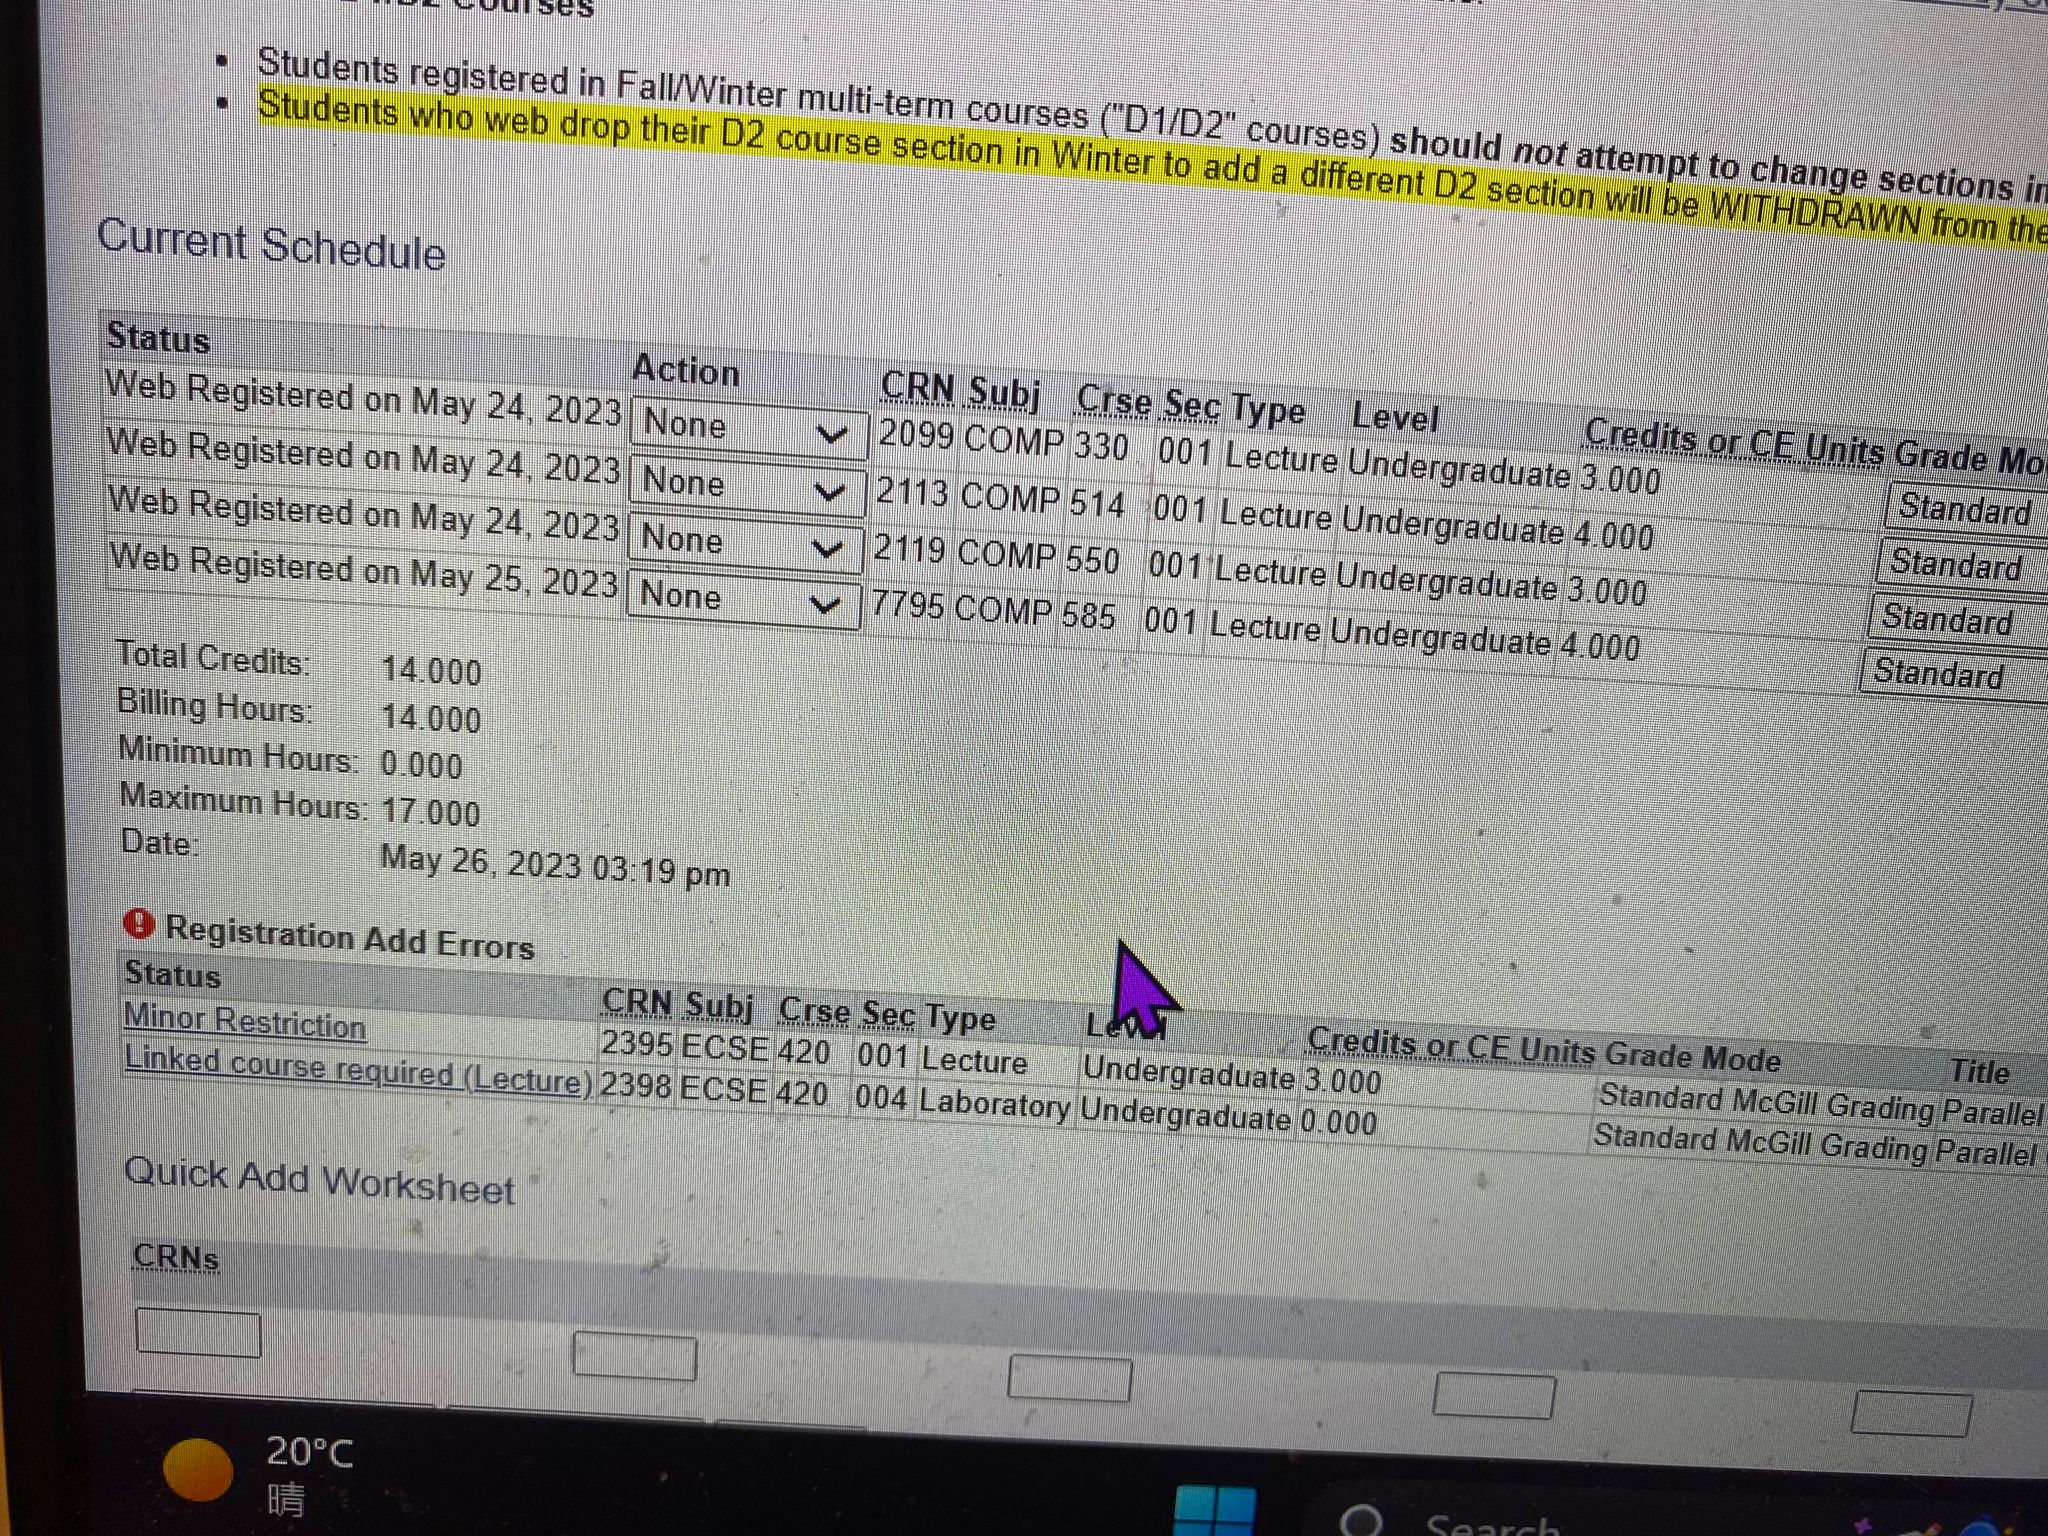 Courses
Students registered in Fall/Winter multi-term courses ("D1/D2" courses) should not attempt to change sections in
Students who web drop their D2 course section in Winter to add a different D2 section will be WITHDRAWN from the
Current Schedule
Status Action CRN Subj Crse Sec Type Level Credits or CE Units Grade Mo
Web Registered on May 24, 2023 None 2099 COMP 330 001 Lecture Undergraduate 3.000 Standard
Web Registered on May 24, 2023 None 2113 COMP 514 001 Lecture Undergraduate 4.000 Standard
Web Registered on May 24, 2023 None 2119 COMP 550 001 Lecture Undergraduate 3.000 Standard
Web Registered on May 25, 2023 None 7795 COMP 585 001 Lecture Undergraduate 4.000 Standard
Total Credits: 14.000
Billing Hours: 14.000
Minimum Hours: 0.000
Maximum Hours: 17.000
Date: May 26, 2023 03:19 pm
Registration Add Errors
Status CRN Subj Crse Sec Type Level Credits or CE Units Grade Mode Title
Minor Restriction 2395 ECSE 420 001 Lecture Undergraduate 3.000 Standard McGill Grading Parallel
Linked course required (Lecture) 2398 ECSE 420 004 Laboratory Undergraduate 0.000 Standard McGill Grading Parallel
Quick Add Worksheet
CRNs
20°C
晴
Search